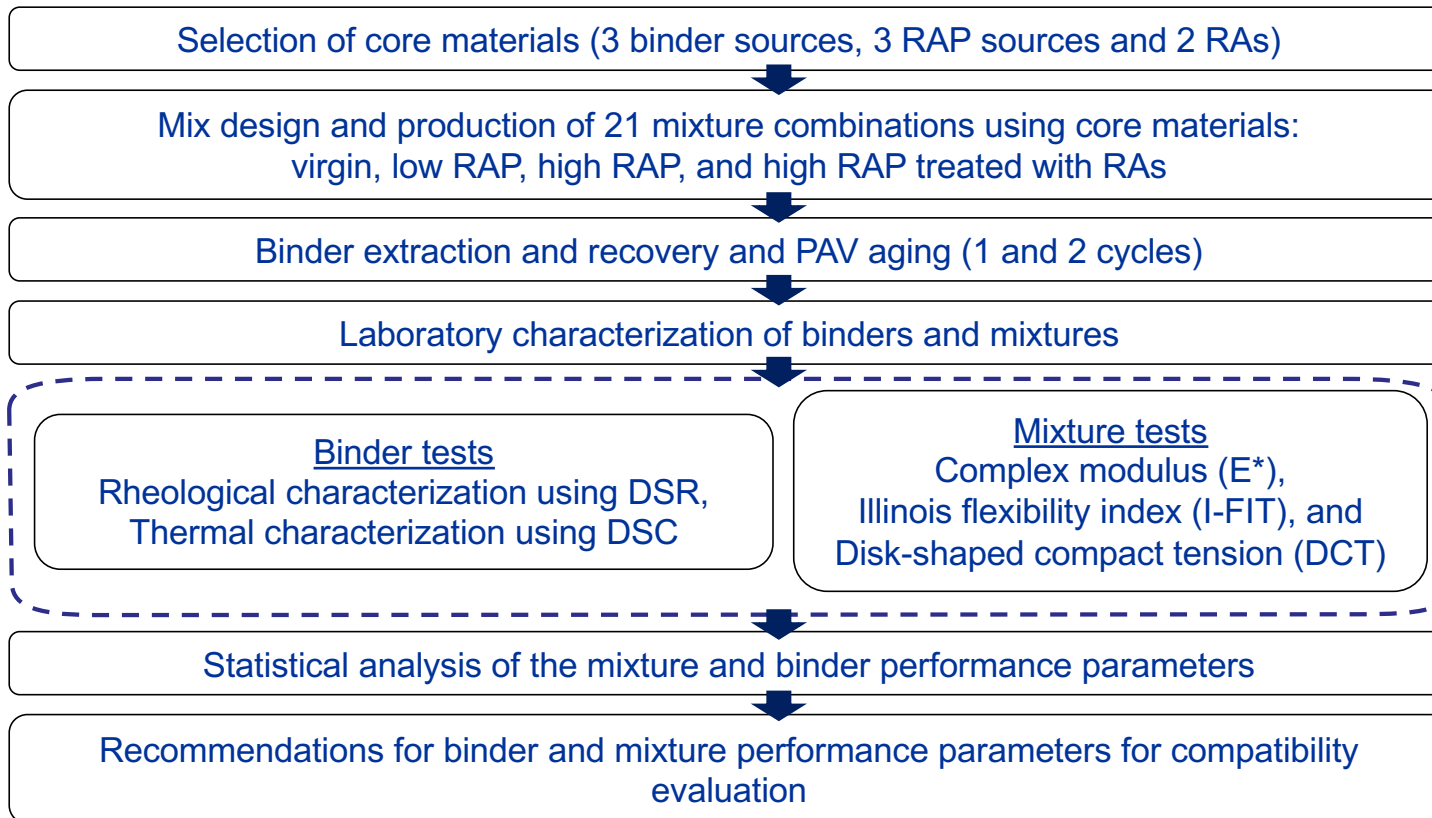 Selection of core materials (3 binder sources, 3 RAP sources and 2 RAs)
Mix design and production of 21 mixture combinations using core materials:
virgin, low RAP, high RAP, and high RAP treated with RAs
Binder extraction and recovery and PAV aging (1 and 2 cycles)
Laboratory characterization of binders and mixtures
Binder tests
Rheological characterization using DSR,
Thermal characterization using DSC
Mixture tests
Complex modulus (E*),
Illinois flexibility index (I-FIT), and
Disk-shaped compact tension (DCT)
Statistical analysis of the mixture and binder performance parameters
Recommendations for binder and mixture performance parameters for compatibility
evaluation